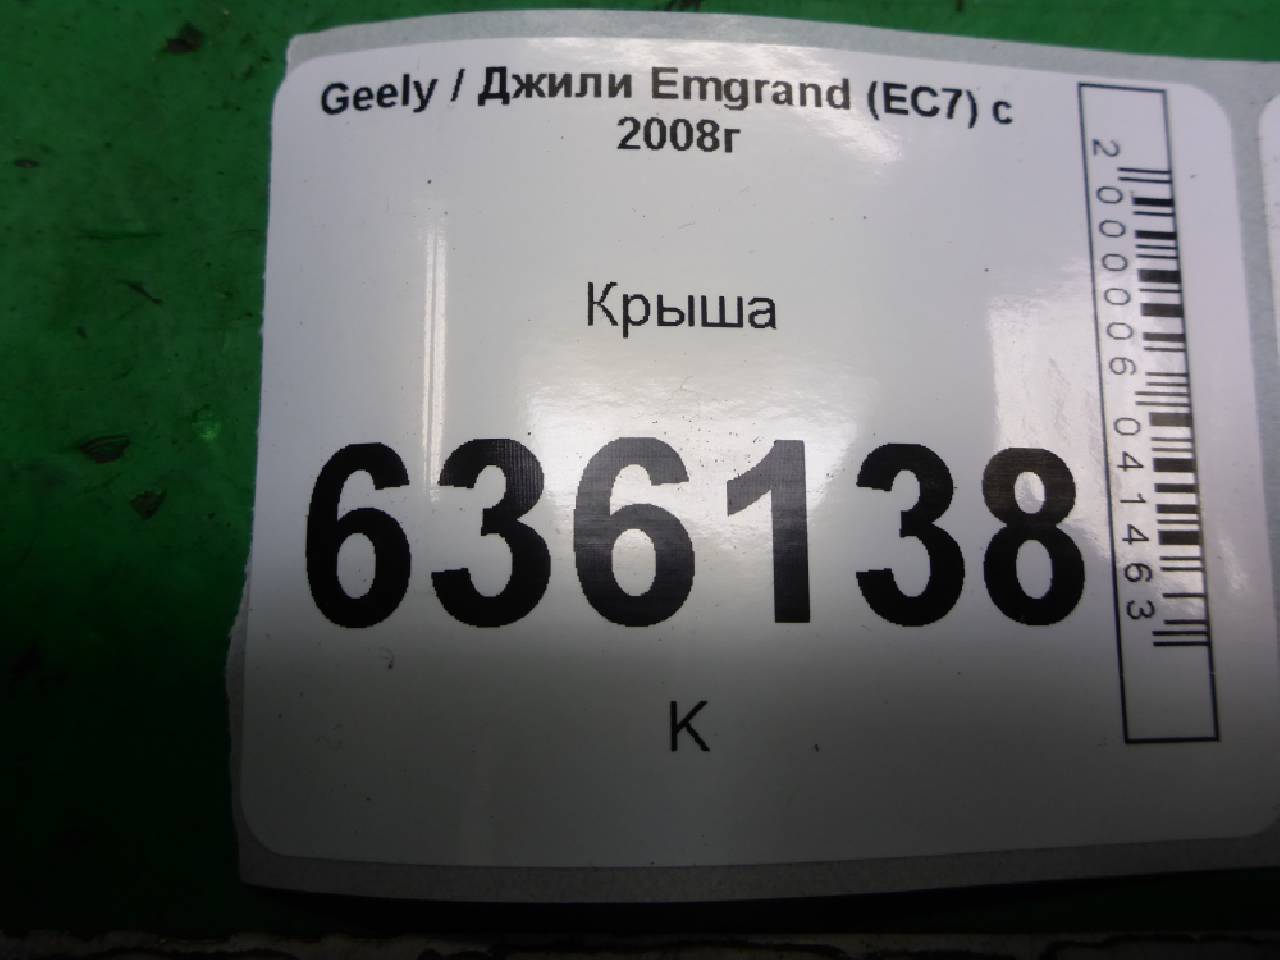 Geely / Джили Emgrand (EC7) с
2008г
Крыша
636138
К
2000006041463